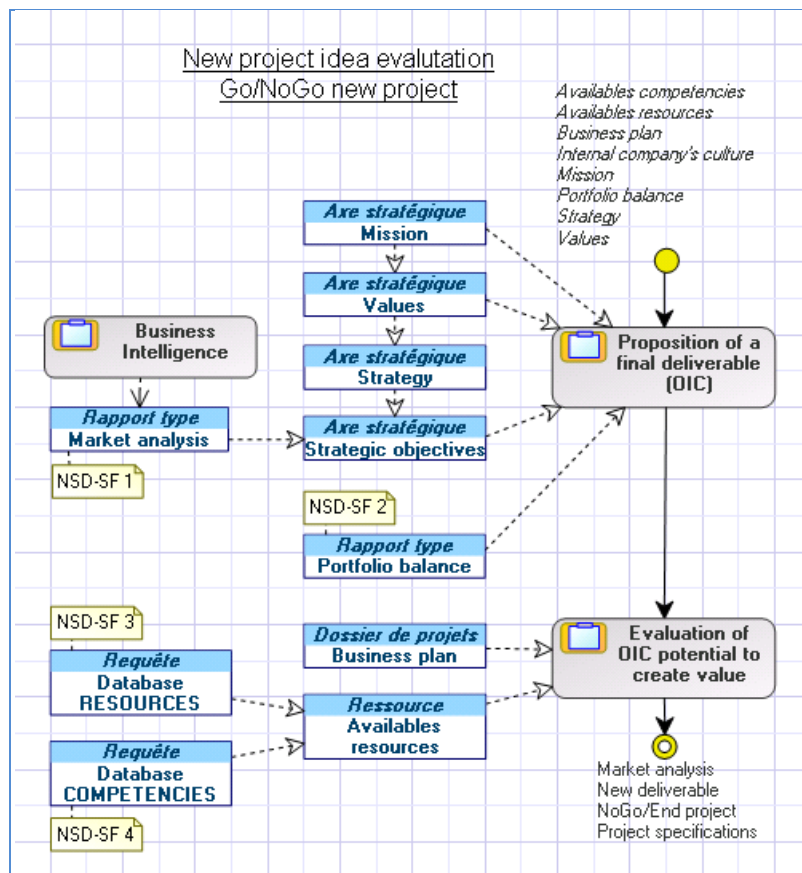 New project idea evalutation
Go/NoGo new project
Availables competencies
Availables resources
Business plan
Internal company's culture
Mission
Portfolio balance
Strategy
Values
Axe stratégique
Mission
Axe stratégique
Values
Business
Intelligence
Proposition of a
final deliverable
(OIC)
Axe stratégique
Strategy
Rapport type
Market analysis
Axe stratégique
Strategic objectives
NSD-SF 1
NSD-SF 2
Rapport type
Portfolio balance
NSD-SF 3
Dossier de projets
Business plan
Evaluation of
OIC potential to
create value
Requête
Database
RESOURCES
Ressource
Availables
resources
Requête
Database
COMPETENCIES
NSD-SF 4
Market analysis
New deliverable
NoGo/End project
Project specifications